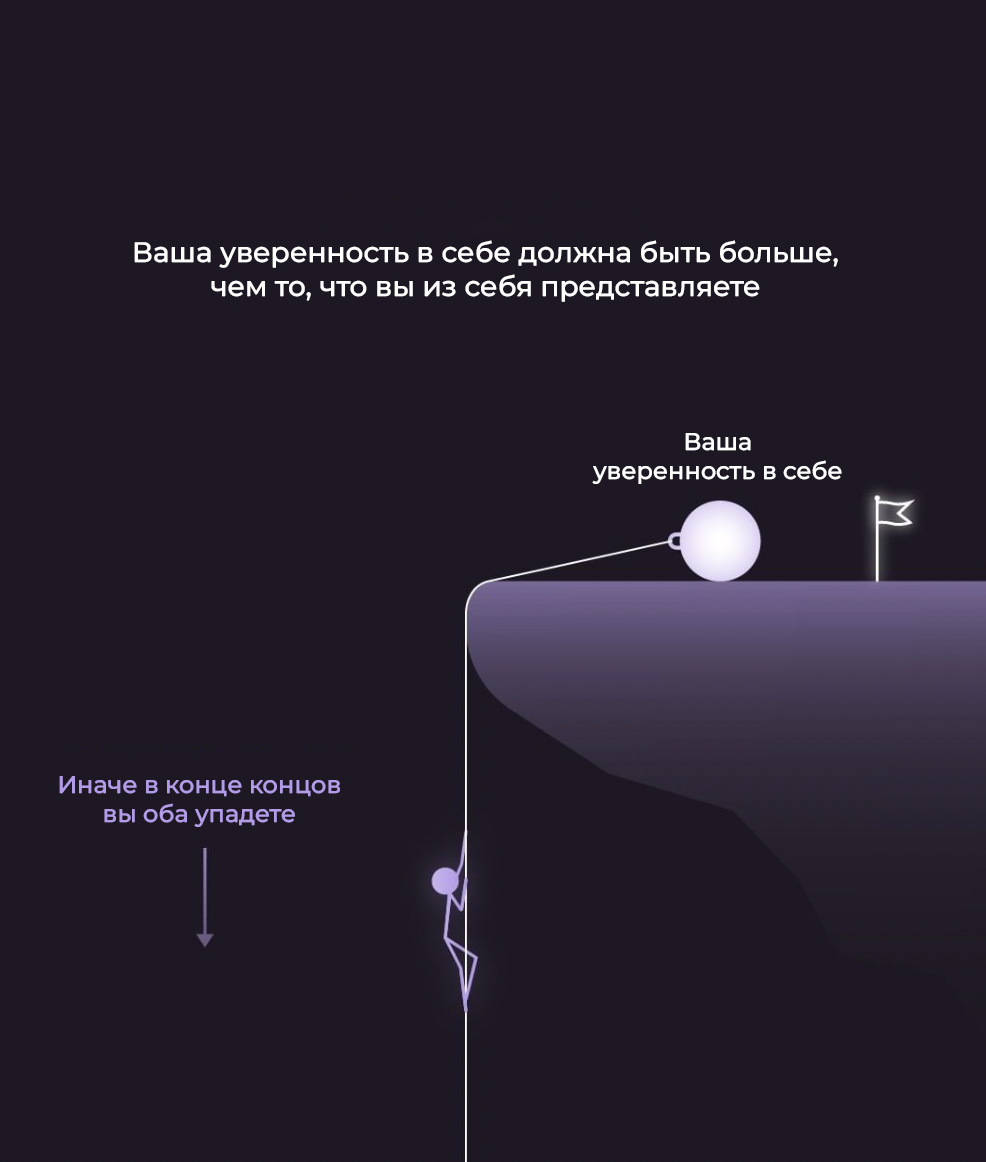 Ваша уверенность в себе должна быть больше,
чем то, что вы из себя представляете
Ваша
уверенность в себе
Иначе в конце концов
вы оба упадете